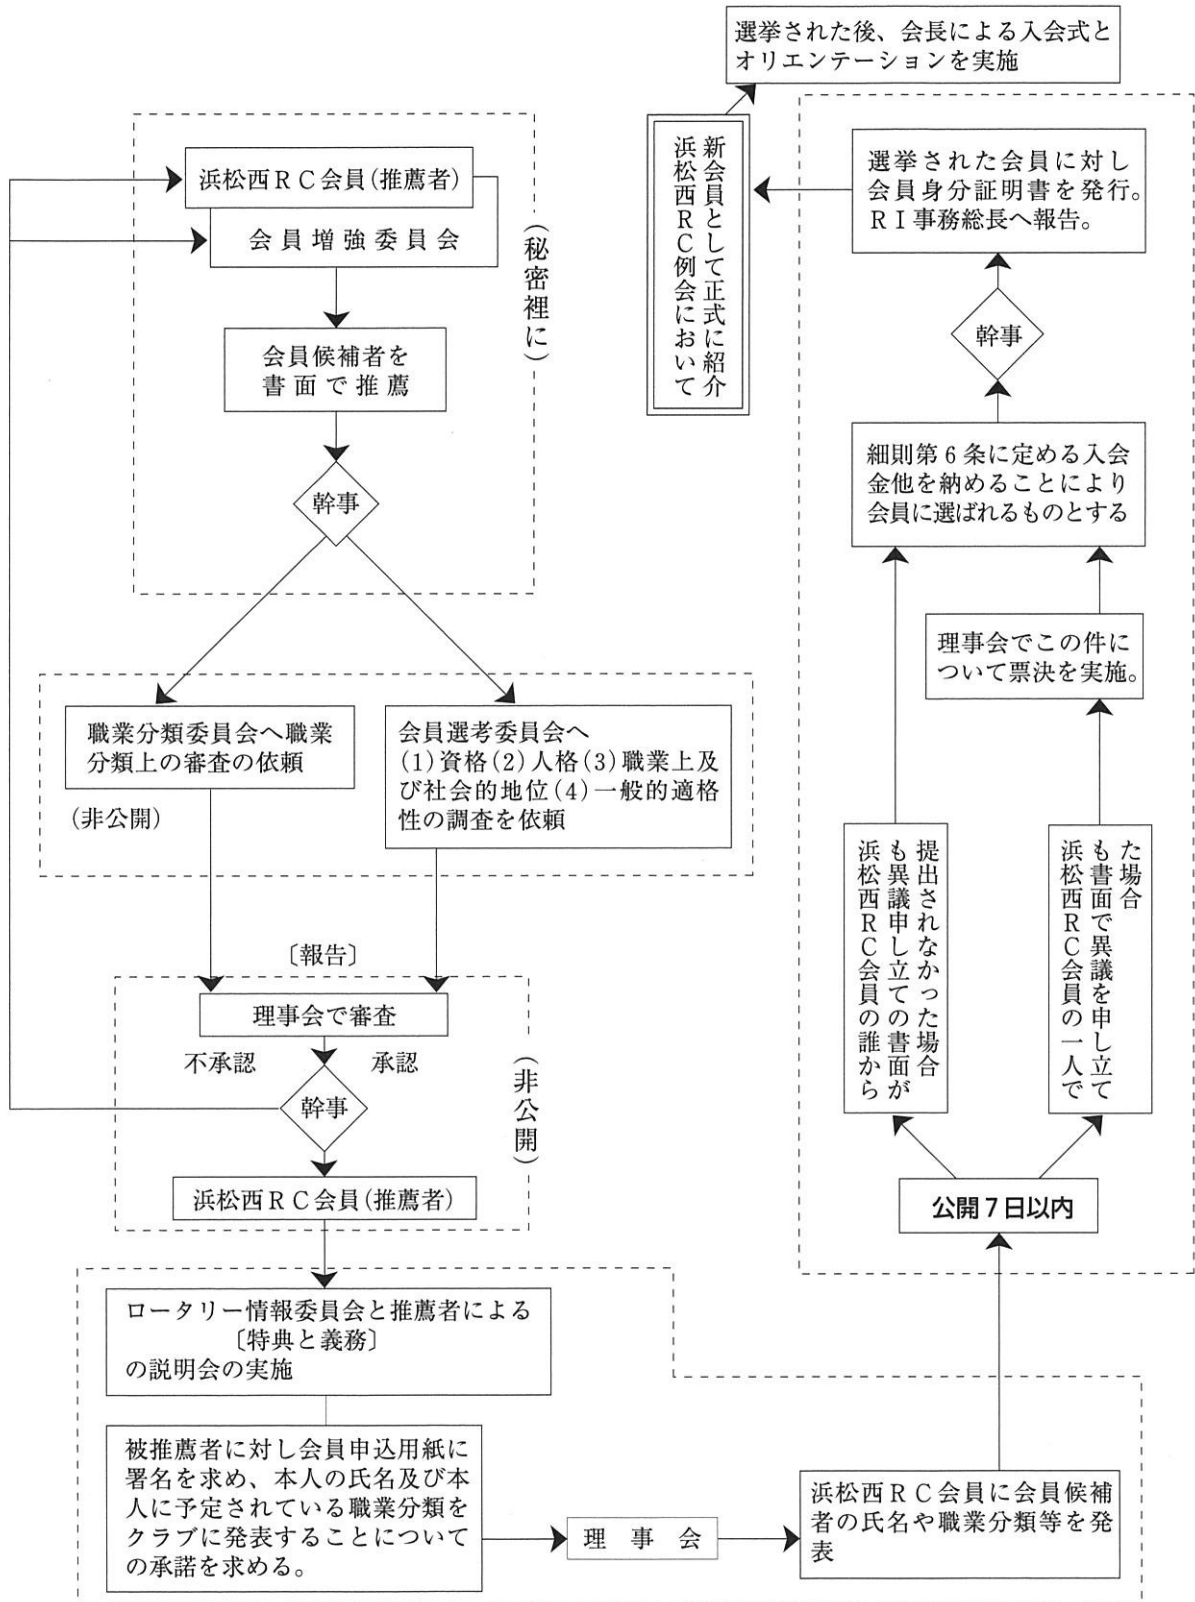 浜松西ＲＣ会員(推薦者)
会員増強委員会
(秘密裡に)
会員候補者を
書面で推薦
幹事
職業分類委員会へ職業
分類上の審査の依頼
(非公開)
会員選考委員会へ
(1)資格(2)人格(3)職業上及
び社会的地位(4)一般的適格
性の調査を依頼
〔報告〕
理事会で審査
不承認
承認
幹事
(非公開)
浜松西ＲＣ会員(推薦者)
ロータリー情報委員会と推薦者による
〔特典と義務〕
の説明会の実施
被推薦者に対し会員申込用紙に
署名を求め、本人の氏名及び本
人に予定されている職業分類を
クラブに発表することについて
の承諾を求める。
理事会
浜松西ＲＣ会員に会員候補
者の氏名や職業分類等を発
表
公開７日以内
浜松西ＲＣ会員の誰から
も異議申し立ての書面が
提出されなかった場合
浜松西ＲＣ会員の一人で
も書面で異議を申し立て
た場合
理事会でこの件に
ついて票決を実施。
細則第６条に定める入会
金他を納めることにより
会員に選ばれるものとする
幹事
選挙された会員に対し
会員身分証明書を発行。
ＲＩ事務総長へ報告。
浜松西ＲＣ例会において
新会員として正式に紹介
選挙された後、会長による入会式と
オリエンテーションを実施